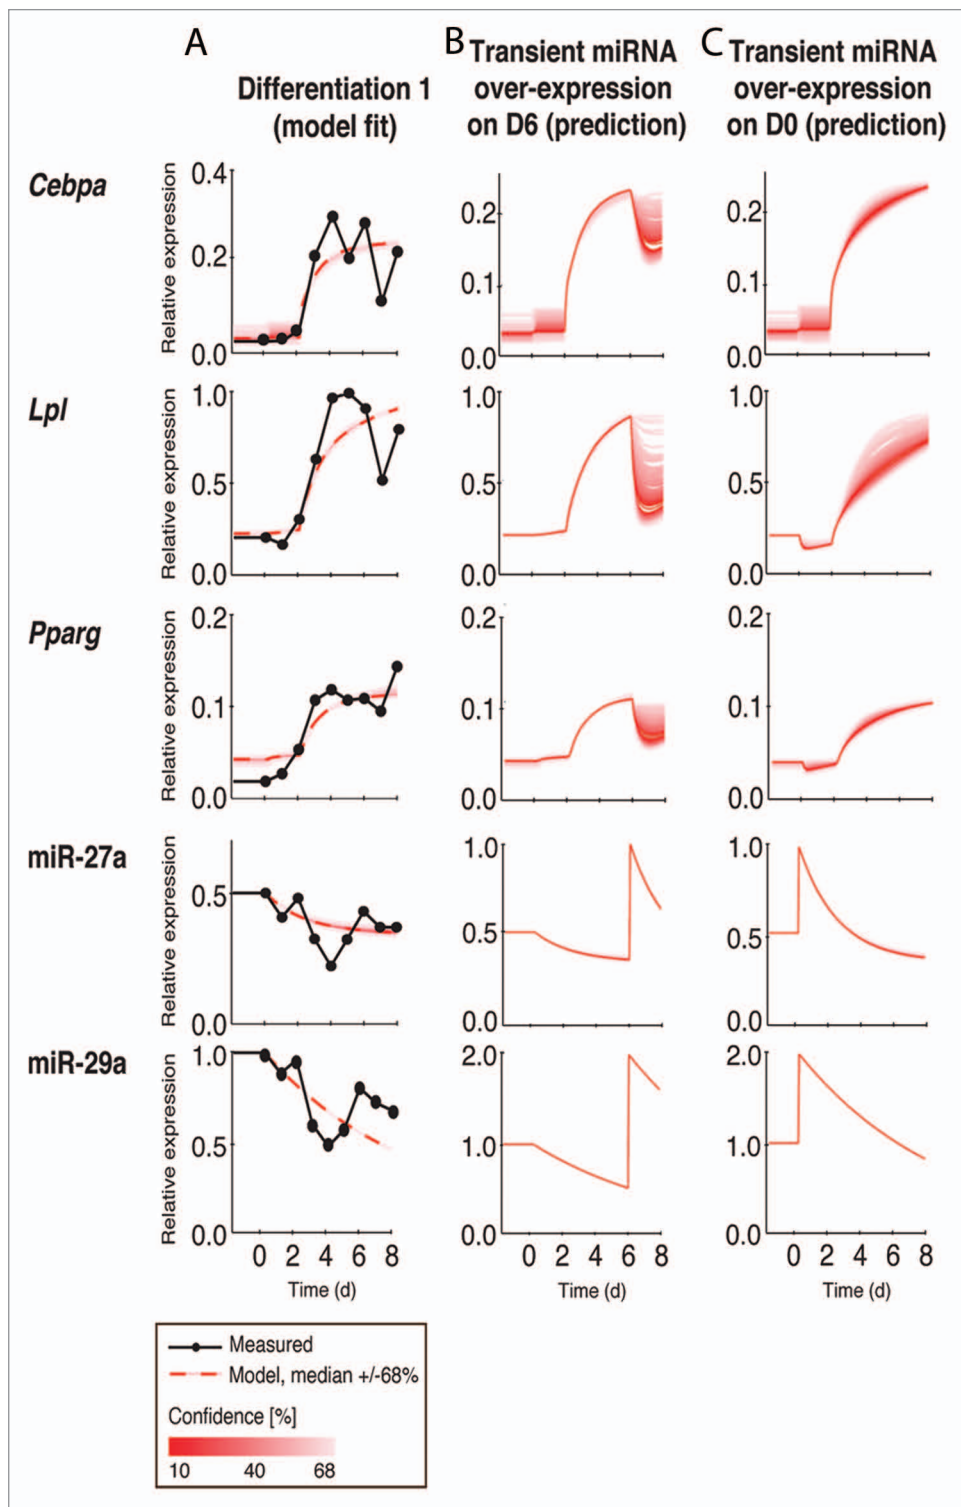 A
B
C
Differentiation 1
(model fit)
Transient miRNA
over-expression
on D6 (prediction)
Transient miRNA
over-expression
on D0 (prediction)
Cebpa
Relative expression
0.4
0.2
0.0
0.2
0.1
0.0
0.2
0.1
0.0
Lpl
Relative expression
1.0
0.5
0.0
1.0
0.5
0.0
1.0
0.5
0.0
Pparg
Relative expression
0.2
0.1
0.0
0.2
0.1
0.0
0.2
0.1
0.0
miR-27a
Relative expression
0.5
0.0
1.0
0.5
0.0
1.0
0.5
0.0
miR-29a
Relative expression
1.0
0.5
0.0
2.0
1.0
0.0
2.0
1.0
0.0
0 2 4 6 8
0 2 4 6 8
0 2 4 6 8
Time (d)
Time (d)
Time (d)
Measured
Model, median +/-68%
Confidence [%]
10 40 68